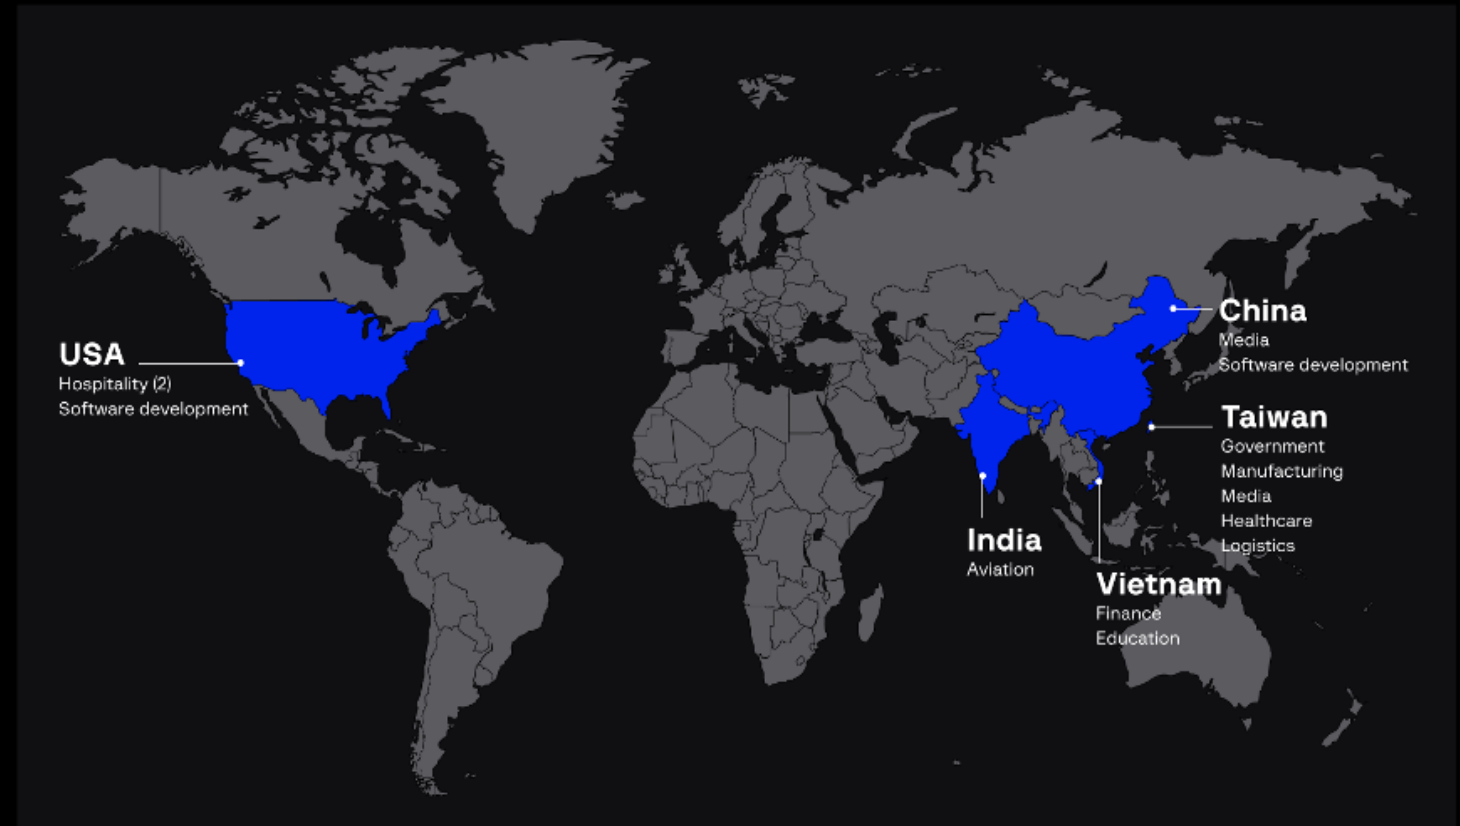 USA
Hospitality (2)
Software development
China
Media
Software development
Taiwan
Government
Manufacturing
Media
Healthcare
Logistics
India
Aviation
Vietnam
Finance
Education